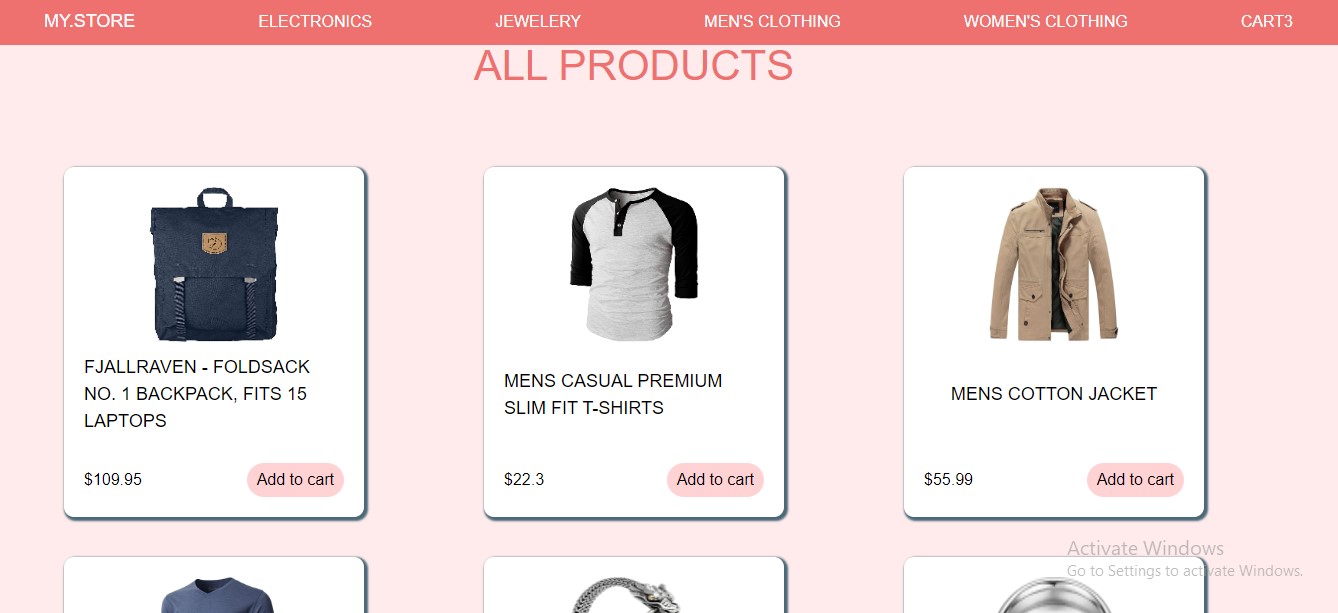 MY.STORE
ELECTRONICS
JEWELERY
MEN'S CLOTHING
WOMEN'S CLOTHING
CART3
ALL PRODUCTS
FJALLRAVEN - FOLDSACK
NO. 1 BACKPACK, FITS 15
LAPTOPS
$109.95
Add to cart
MENS CASUAL PREMIUM
SLIM FIT T-SHIRTS
$22.3
Add to cart
MENS COTTON JACKET
$55.99
Add to cart
Activate Windows
Go to Settings to activate Windows.